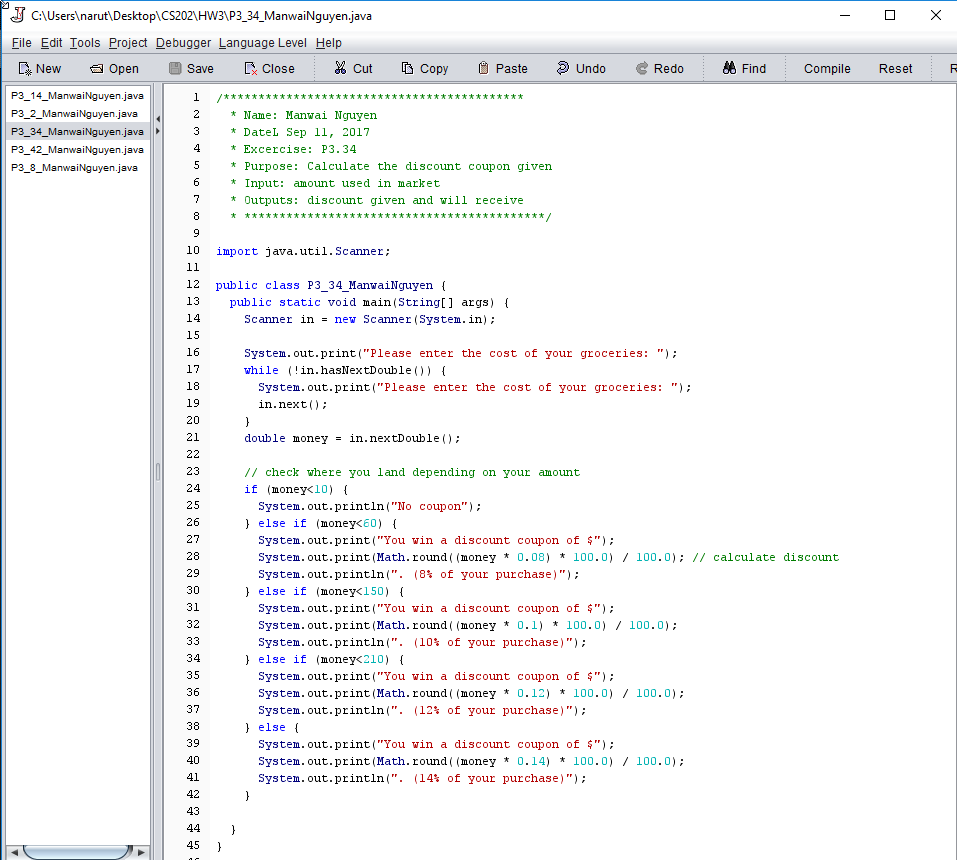 C:\Users\narut\Desktop\CS202\HW3\P3_34_ManwaiNguyen.java
File Edit Tools Project Debugger Language Level Help
New Open Save Close Cut Copy Paste Undo Redo Find Compile Reset R
P3_14_ManwaiNguyen.java
P3_2_ManwaiNguyen.java
P3_34_ManwaiNguyen.java
P3_42_ManwaiNguyen.java
P3_8_ManwaiNguyen.java
1 /*******************************************
2 * Name: Manwai Nguyen
3 * DateL Sep 11, 2017
4 * Excercise: P3.34
5 * Purpose: Calculate the discount coupon given
6 * Input: amount used in market
7 * Outputs: discount given and will receive
8 * *******************************************/
9
10 import java.util.Scanner;
11
12 public class P3_34_ManwaiNguyen {
13 public static void main(String[] args) {
14 Scanner in = new Scanner(System.in);
15
16 System.out.print("Please enter the cost of your groceries: ");
17 while (!in.hasNextDouble()) {
18 System.out.print("Please enter the cost of your groceries: ");
19 in.next();
20 }
21 double money = in.nextDouble();
22
23 // check where you land depending on your amount
24 if (money<10) {
25 System.out.println("No coupon");
26 } else if (money<60) {
27 System.out.print("You win a discount coupon of $");
28 System.out.print(Math.round((money * 0.08) * 100.0) / 100.0); // calculate discount
29 System.out.println(". (8% of your purchase)");
30 } else if (money<150) {
31 System.out.print("You win a discount coupon of $");
32 System.out.print(Math.round((money * 0.1) * 100.0) / 100.0);
33 System.out.println(". (10% of your purchase)");
34 } else if (money<210) {
35 System.out.print("You win a discount coupon of $");
36 System.out.print(Math.round((money * 0.12) * 100.0) / 100.0);
37 System.out.println(". (12% of your purchase)");
38 } else {
39 System.out.print("You win a discount coupon of $");
40 System.out.print(Math.round((money * 0.14) * 100.0) / 100.0);
41 System.out.println(". (14% of your purchase)");
42 }
43
44 }
45 }